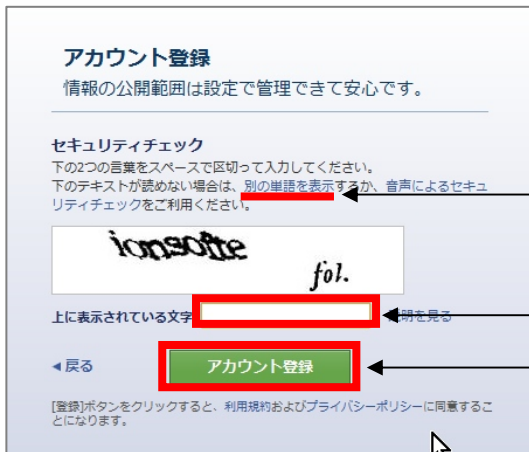 アカウント登録
情報の公開範囲は設定で管理できて安心です。
セキュリティチェック
下の2つの言葉をスペースで区切って入力してください。
下のテキストが読めない場合は、別の単語を表示するか、音声によるセキュ
リティチェックをご利用ください。
fol.
上に表示されている文字
説明を見る
◀戻る
アカウント登録
[登録]ボタンをクリックすると、利用規約およびプライバシーポリシーに同意するこ
とになります。